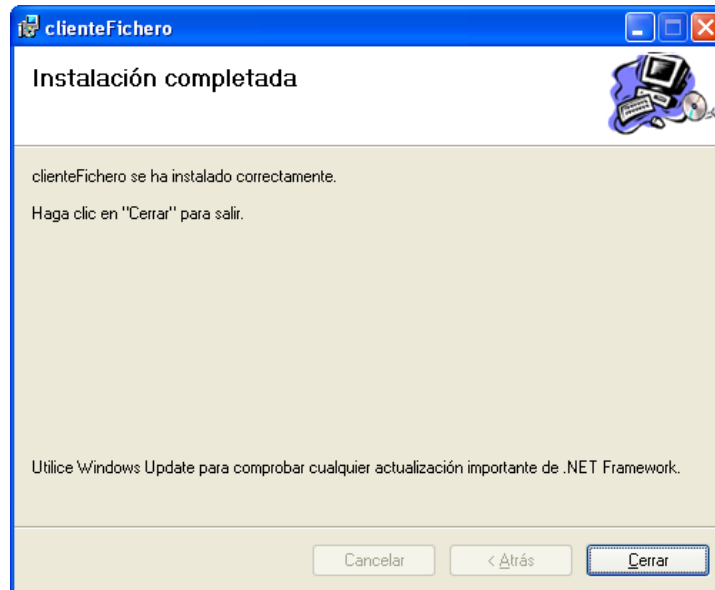 clienteFichero
Instalación completada
clienteFichero se ha instalado correctamente.
Haga clic en "Cerrar" para salir.
Utilice Windows Update para comprobar cualquier actualización importante de .NET Framework.
Cancelar
< Atrás
Cerrar